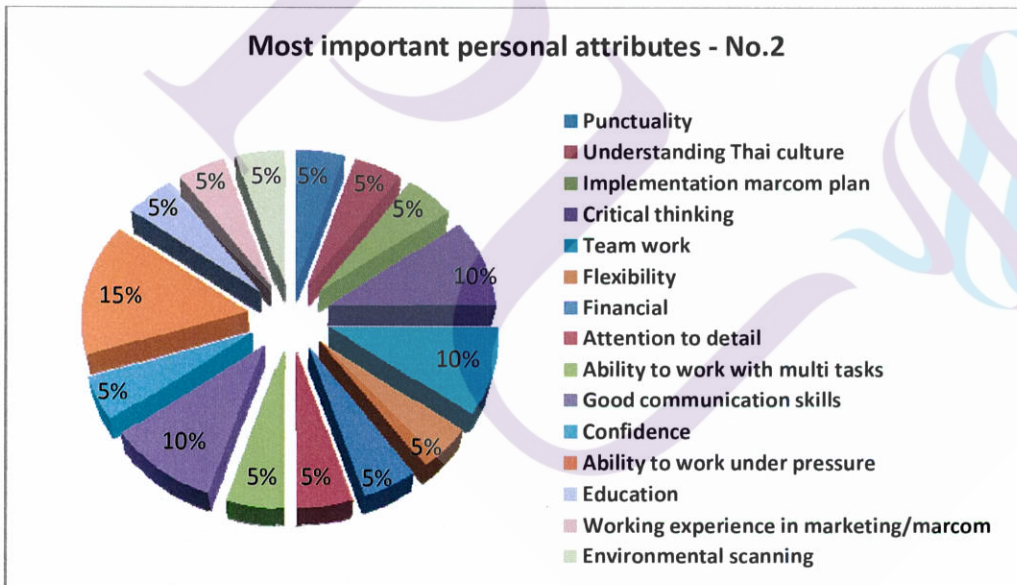 Most important personal attributes - No.2
5%
5%
5%
10%
10%
5%
5%
5%
5%
10%
5%
15%
5%
5%
5%
Punctuality
Understanding Thai culture
Implementation marcom plan
Critical thinking
Team work
Flexibility
Financial
Attention to detail
Ability to work with multi tasks
Good communication skills
Confidence
Ability to work under pressure
Education
Working experience in marketing/marcom
Environmental scanning